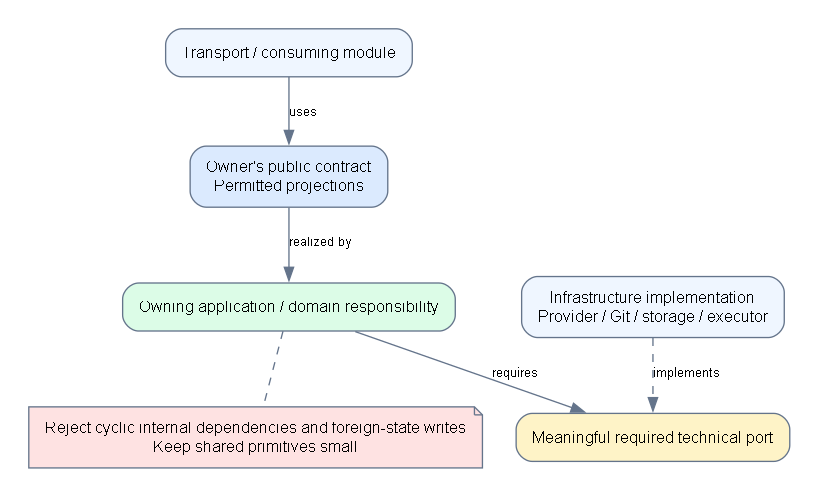 Transport / consuming module
uses
Owner's public contract
Permitted projections
realized by
Owning application / domain responsibility
Infrastructure implementation
Provider / Git / storage / executor
requires
implements
Reject cyclic internal dependencies and foreign-state writes
Keep shared primitives small
Meaningful required technical port